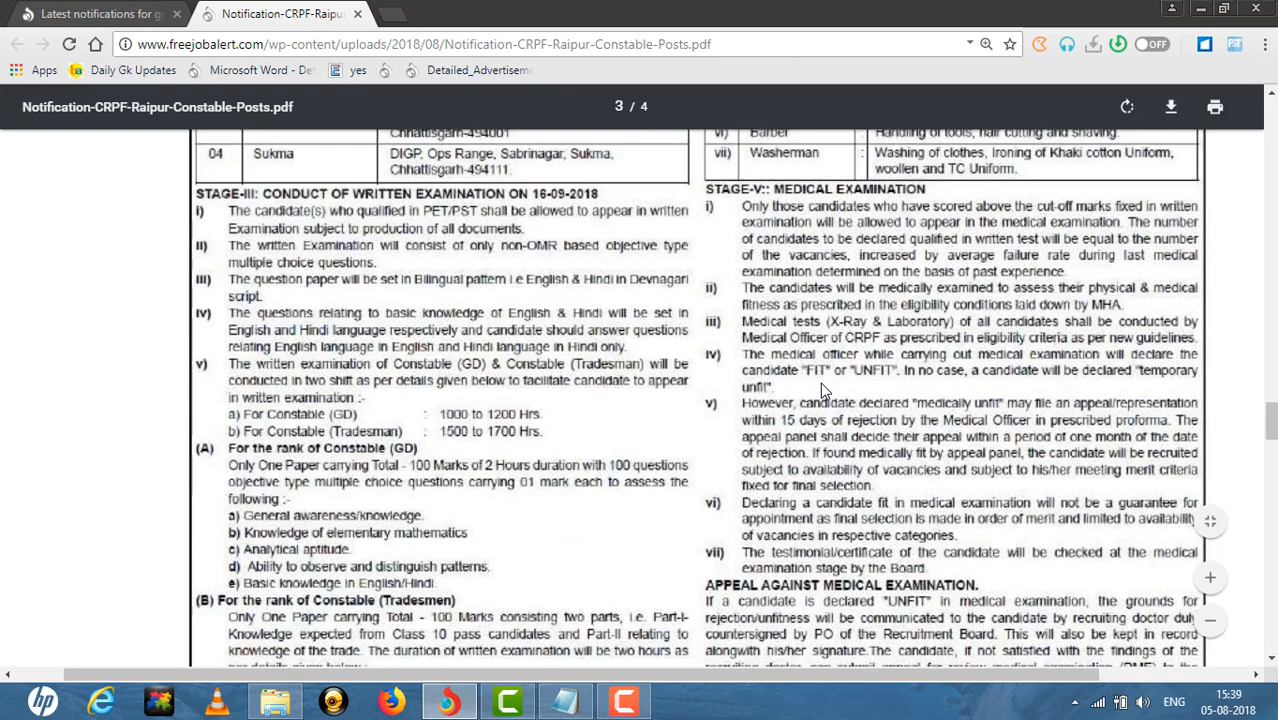 Latest notifications for g
Notification-CRPF-Raipur
www.freejobalert.com/wp-content/uploads/2018/08/Notification-CRPF-Raipur-Constable-Posts.pdf
OFF
Apps
Daily Gk Updates
Microsoft Word - De
yes
Detailed_Advertisem
Notification-CRPF-Raipur-Constable-Posts.pdf
3 / 4
Chhattisgarh-494001
04 Sukma DIGP, Ops Range, Sabrinagar, Sukma,
Chhattisgarh-494111.
STAGE-III: CONDUCT OF WRITTEN EXAMINATION ON 16-09-2018
i) The candidate(s) who qualified in PET/PST shall be allowed to appear in written
Examination subject to production of all documents.
ii) The written Examination will consist of only non-OMR based objective type
multiple choice questions.
iii) The question paper will be set in Bilingual pattern i.e English & Hindi in Devnagari
script.
iv) The questions relating to basic knowledge of English & Hindi will be set in
English and Hindi language respectively and candidate should answer questions
relating English language in English and Hindi language in Hindi only.
v) The written examination of Constable (GD) & Constable (Tradesman) will be
conducted in two shift as per details given below to facilitate candidate to appear
in written examination :-
a) For Constable (GD) : 1000 to 1200 Hrs.
b) For Constable (Tradesman) : 1500 to 1700 Hrs.
(A) For the rank of Constable (GD)
Only One Paper carrying Total - 100 Marks of 2 Hours duration with 100 questions
objective type multiple choice questions carrying 01 mark each to assess the
following :-
a) General awareness/knowledge.
b) Knowledge of elementary mathematics
c) Analytical aptitude.
d) Ability to observe and distinguish patterns.
e) Basic knowledge in English/Hindi.
(B) For the rank of Constable (Tradesmen)
Only One Paper carrying Total - 100 Marks consisting two parts, i.e. Part-I-
Knowledge expected from Class 10 pass candidates and Part-II relating to
knowledge of the trade. The duration of written examination will be two hours as
per details given below :
vi) Barber : Handling of tools, hair cutting and shaving.
vii) Washerman : Washing of clothes, Ironing of Khaki cotton Uniform,
woollen and TC Uniform.
STAGE-V:: MEDICAL EXAMINATION
i) Only those candidates who have scored above the cut-off marks fixed in written
examination will be allowed to appear in the medical examination. The number
of candidates to be declared qualified in written test will be equal to the number
of the vacancies, increased by average failure rate during last medical
examination determined on the basis of past experience.
ii) The candidates will be medically examined to assess their physical & medical
fitness as prescribed in the eligibility conditions laid down by MHA.
iii) Medical tests (X-Ray & Laboratory) of all candidates shall be conducted by
Medical Officer of CRPF as prescribed in eligibility criteria as per new guidelines.
iv) The medical officer while carrying out medical examination will declare the
candidate "FIT" or "UNFIT". In no case, a candidate will be declared "temporary
unfit".
v) However, candidate declared "medically unfit" may file an appeal/representation
within 15 days of rejection by the Medical Officer in prescribed proforma. The
appeal panel shall decide their appeal within a period of one month of the date
of rejection. If found medically fit by appeal panel, the candidate will be recruited
subject to availability of vacancies and subject to his/her meeting merit criteria
fixed for final selection.
vi) Declaring a candidate fit in medical examination will not be a guarantee for
appointment as final selection is made in order of merit and limited to availability
of vacancies in respective categories.
vii) The testimonial/certificate of the candidate will be checked at the medical
examination stage by the Board.
APPEAL AGAINST MEDICAL EXAMINATION.
If a candidate is declared "UNFIT" in medical examination, the grounds for
rejection/unfitness will be communicated to the candidate by recruiting doctor duly
countersigned by PO of the Recruitment Board. This will also be kept in record
alongwith his/her signature.The candidate, if not satisfied with the findings of the
recruiting doctor, can submit appeal for review medical examination (RME) to the
ENG
15:39
05-08-2018